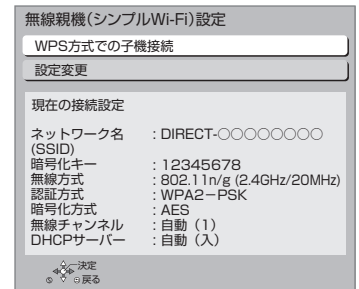 無線親機(シンプルWi-Fi)設定
WPS方式での子機接続
設定変更
現在の接続設定
ネットワーク名 : DIRECT-○○○○○○○○
(SSID)
暗号化キー : 12345678
無線方式 : 802.11n/g (2.4GHz/20MHz)
認証方式 : WPA2-PSK
暗号化方式 : AES
無線チャンネル : 自動（1）
DHCPサーバー : 自動（入）
決定
戻る